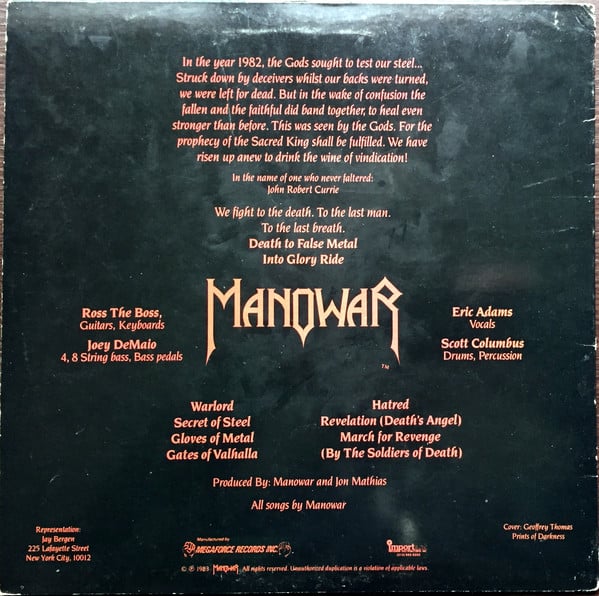 In the year 1982, the Gods sought to test our steel...
Struck down by deceivers whilst our backs were turned,
we were left for dead. But in the wake of confusion the
fallen and the faithful did band together, to heal even
stronger than before. This was seen by the Gods. For the
prophecy of the Sacred King shall be fulfilled. We have
risen up anew to drink the wine of vindication!
In the name of one who never faltered:
John Robert Currie
We fight to the death. To the last man.
To the last breath.
Death to False Metal
Into Glory Ride
MANOWAR
TM
Ross The Boss,
Guitars, Keyboards
Joey DeMaio
4, 8 String bass, Bass pedals
Eric Adams
Vocals
Scott Columbus
Drums, Percussion
Warlord
Secret of Steel
Gloves of Metal
Gates of Valhalla
Hatred
Revelation (Death's Angel)
March for Revenge
(By The Soldiers of Death)
Produced By: Manowar and Jon Mathias
All songs by Manowar
Representation:
Jay Bergen
225 Lafayette Street
New York City, 10012
Manufactured by
MEGAFORCE RECORDS INC.
© ℗ 1983 MANOWAR, All rights reserved. Unauthorized duplication is a violation of applicable laws.
Cover: Geoffrey Thomas
Prints of Darkness